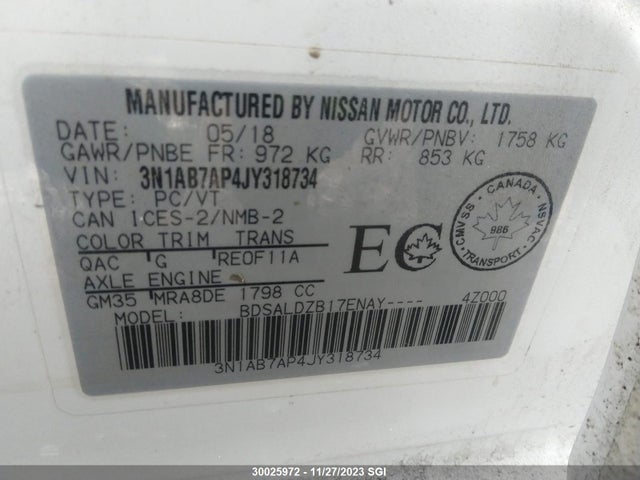 MANUFACTURED BY NISSAN MOTOR CO., LTD.
DATE: 05/18 GVWR/PNBV: 1758 KG
GAWR/PNBE FR: 972 KG RR: 853 KG
VIN: 3N1AB7AP4JY318734
TYPE: PC/VT
CAN ICES-2/NMB-2
COLOR TRIM TRANS
QAC G RE0F11A
AXLE ENGINE
GM35 MRA8DE 1798 CC
MODEL: BDSALDZB17ENAY---- 4Z000
EC
CANADA
CMVSS NSVAC
986
TRANSPORT
3N1AB7AP4JY318734
30025972 - 11/27/2023 SGI